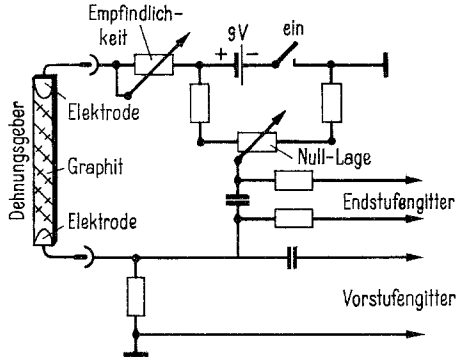 Empfindlich-
keit
9V
ein
+ −
Elektrode
Dehnungsgeber
Graphit
Null-Lage
Elektrode
Endstufengitter
Vorstufengitter